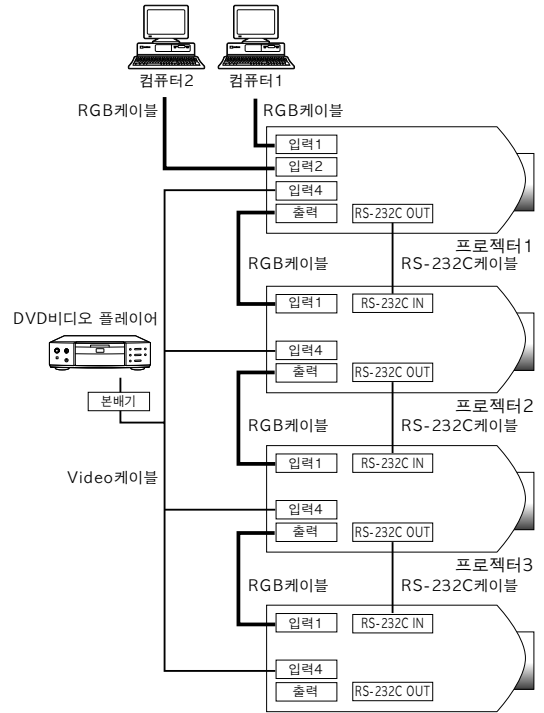 컴퓨터2 컴퓨터1
RGB케이블 RGB케이블
입력1
입력2
입력4
출력 RS-232C OUT
프로젝터1
RGB케이블 RS-232C케이블
입력1 RS-232C IN
DVD비디오 플레이어
입력4
출력 RS-232C OUT
본배기
프로젝터2
RGB케이블 RS-232C케이블
입력1 RS-232C IN
Video케이블
입력4
출력 RS-232C OUT
프로젝터3
RGB케이블 RS-232C케이블
입력1 RS-232C IN
입력4
출력 RS-232C OUT